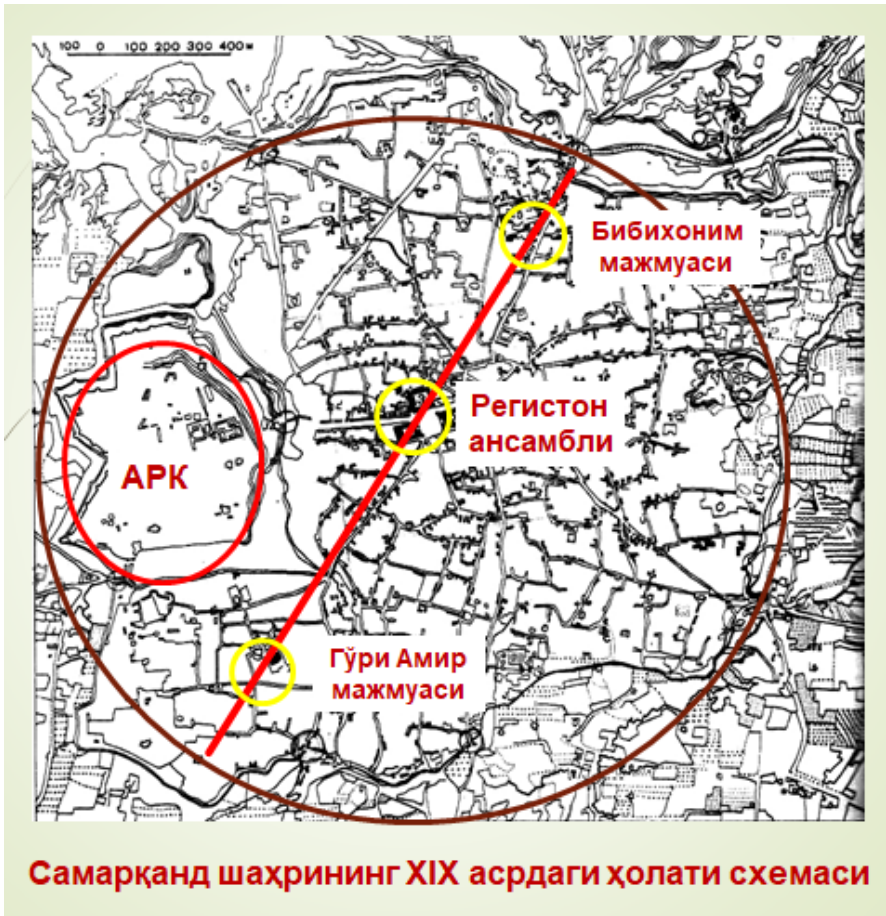 100 0 100 200 300 400м
Бибихоним
мажмуаси
Регистон
ансамбли
АРК
Гўри Амир
мажмуаси
Самарқанд шаҳрининг XIX асрдаги ҳолати схемаси